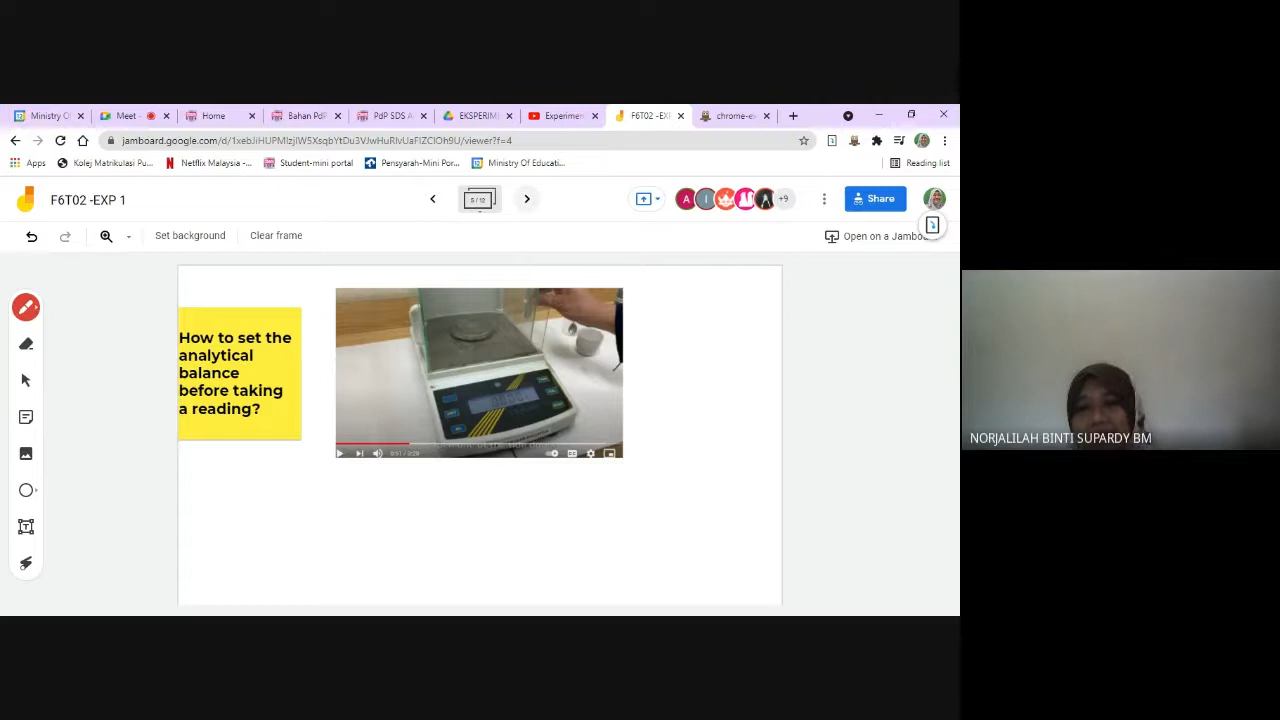 Ministry O
Meet -
Home
Bahan PdP
PdP SDS A
EKSPERIM
Experimen
F6T02 -EX
chrome-ex
jamboard.google.com/d/1xebJiHUPMlzjIW5XsqbYtDu3VJwHuRlvUaFlZClOh9U/viewer?f=4
Apps
Kolej Matrikulasi Pu...
Netflix Malaysia -...
Student-mini portal
Pensyarah-Mini Por...
Ministry Of Educati...
Reading list
F6T02 -EXP 1
5 / 12
A
I
+9
Share
Set background
Clear frame
Open on a Jambo
How to set the
analytical
balance
before taking
a reading?
NORJALILAH BINTI SUPARDY BM